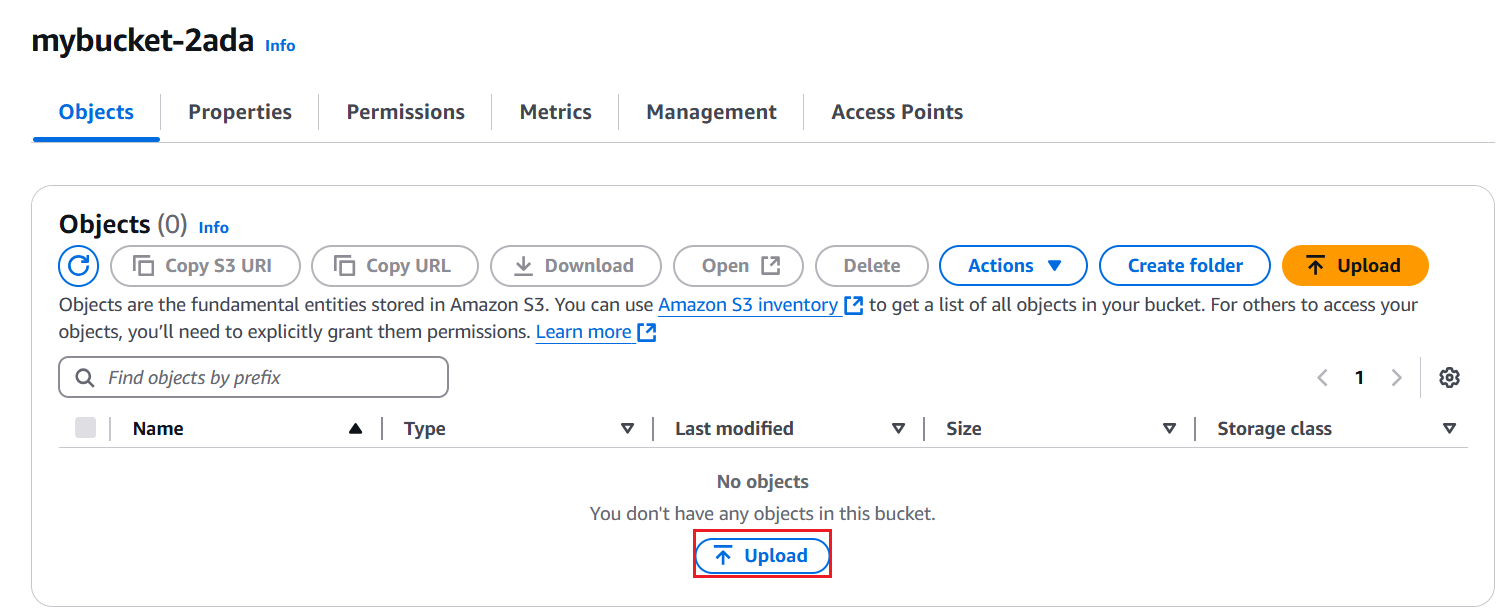 mybucket-2ada Info
Objects Properties Permissions Metrics Management Access Points
Objects (0) Info
Copy S3 URI Copy URL Download Open Delete Actions Create folder Upload
Objects are the fundamental entities stored in Amazon S3. You can use Amazon S3 inventory to get a list of all objects in your bucket. For others to access your
objects, you’ll need to explicitly grant them permissions. Learn more
Find objects by prefix 1
Name Type Last modified Size Storage class
No objects
You don't have any objects in this bucket.
Upload